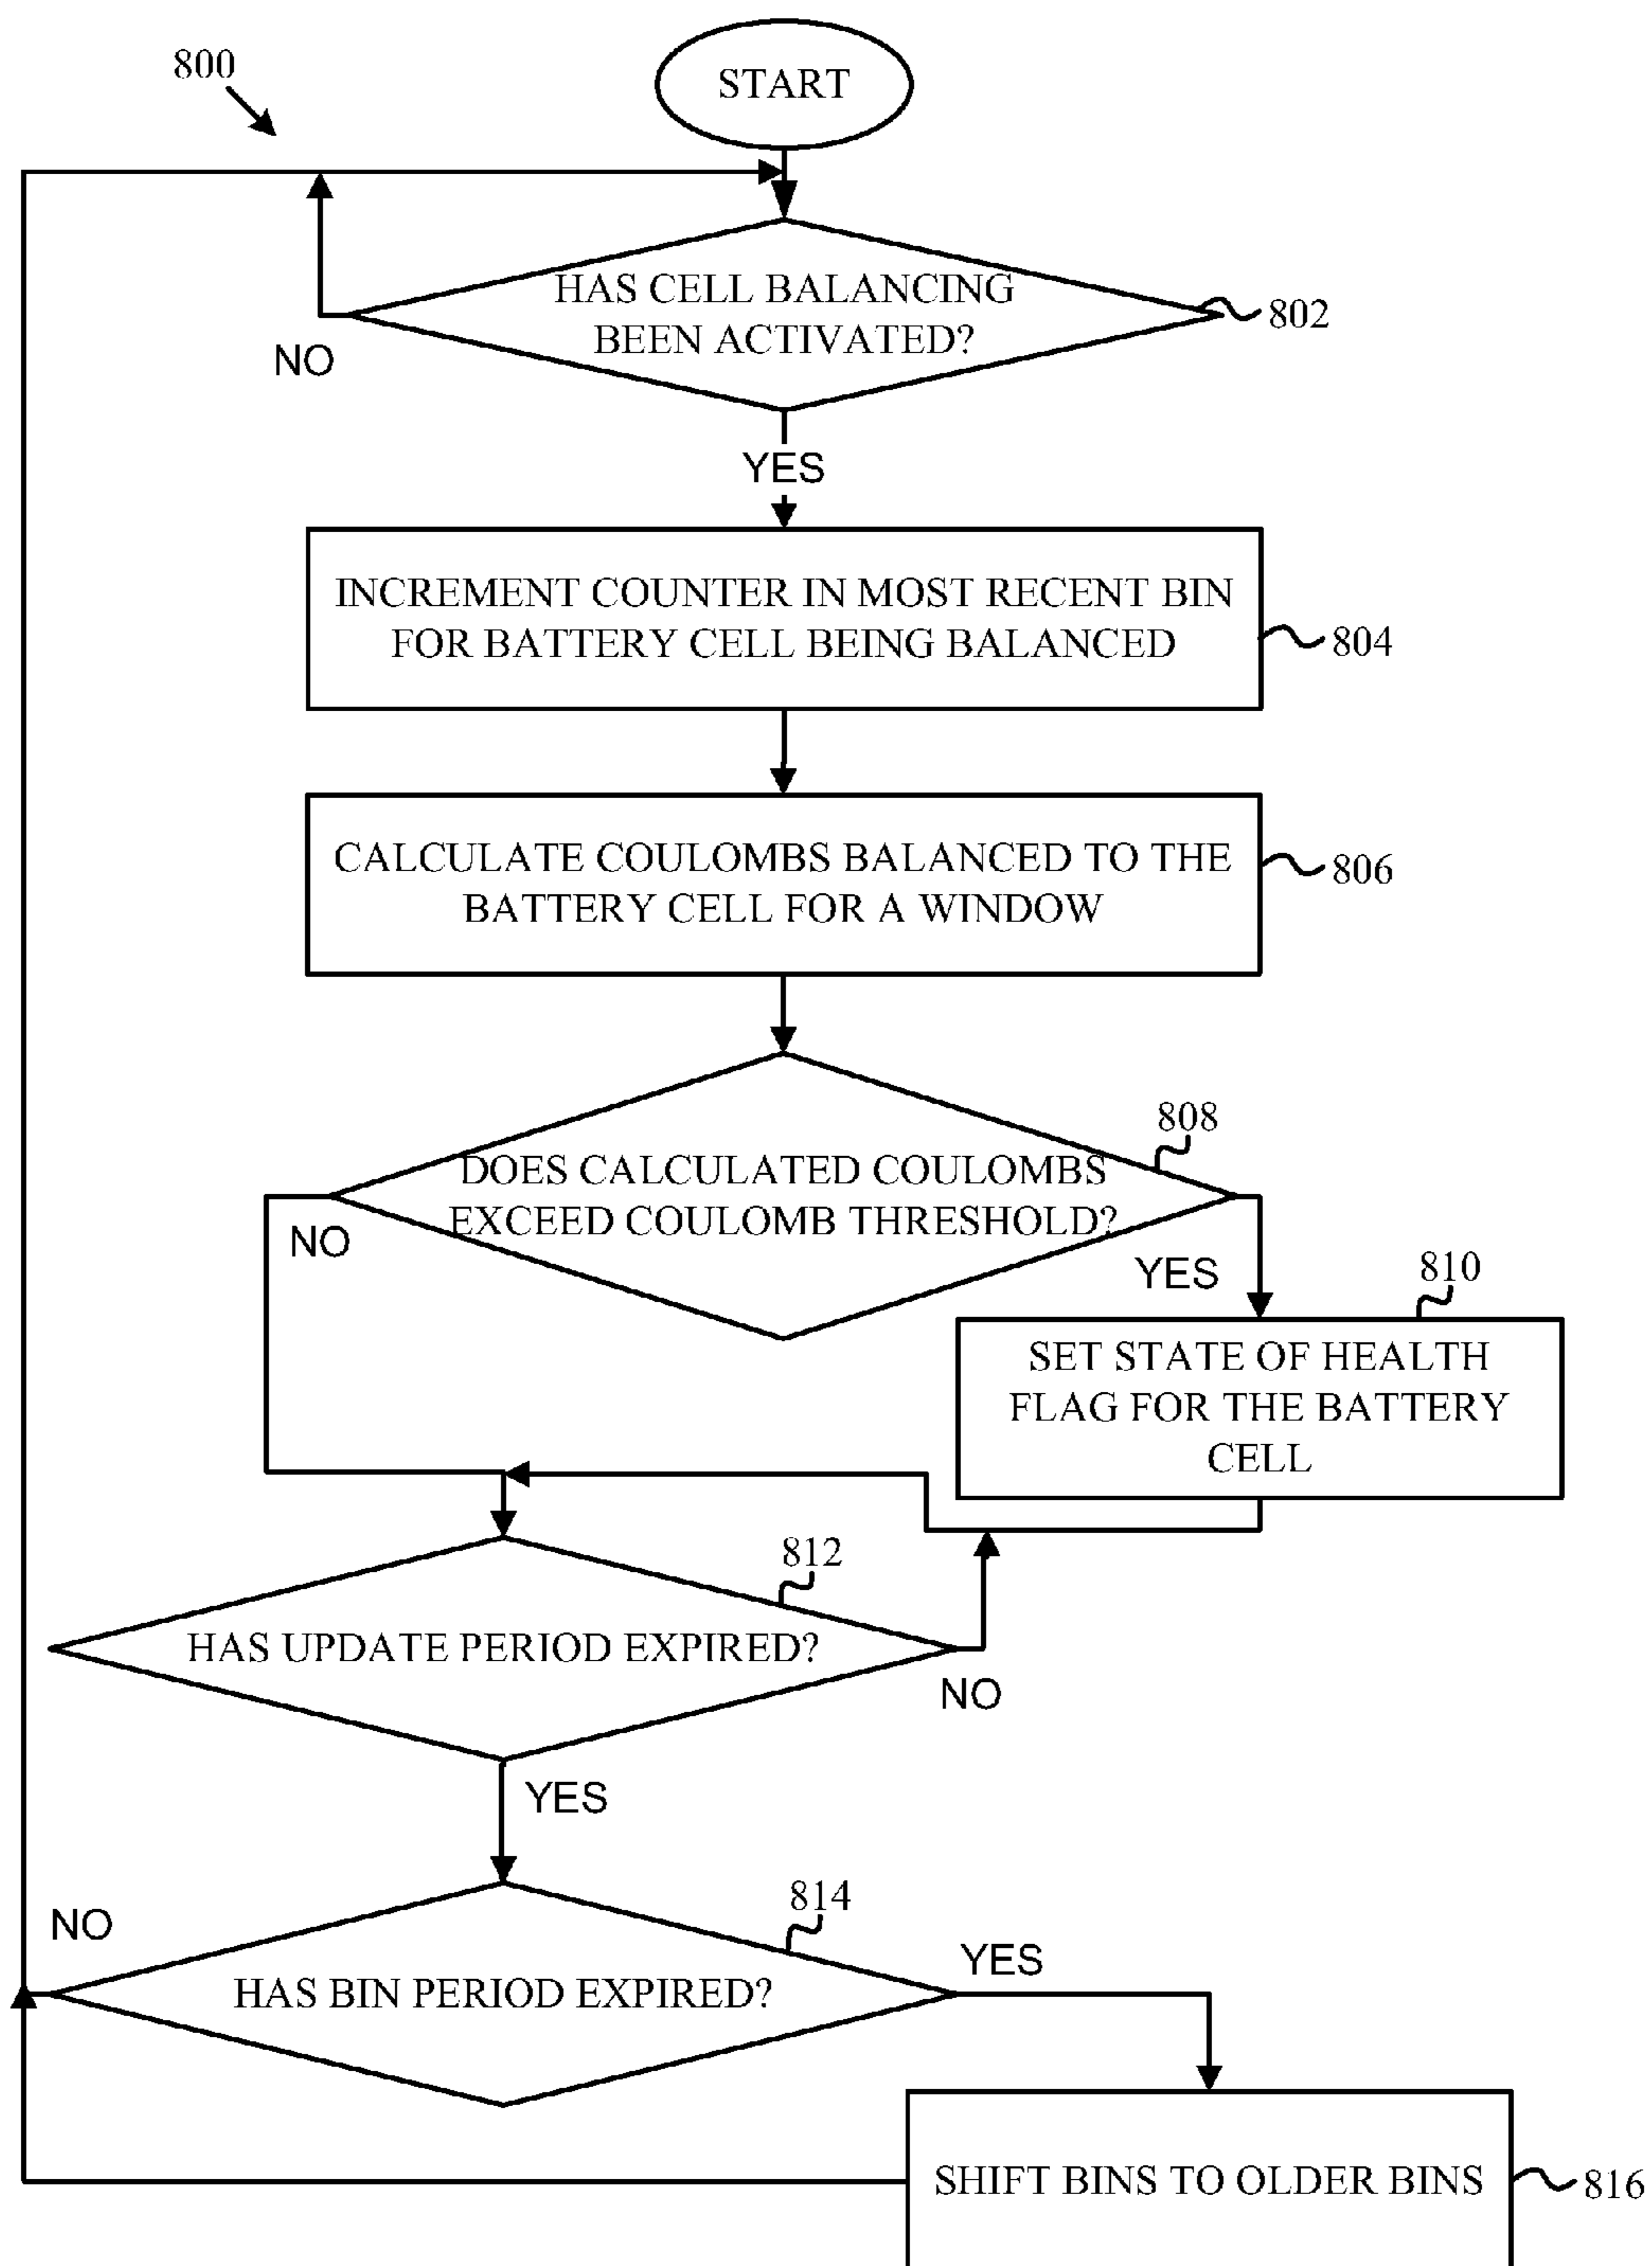 800
START
HAS CELL BALANCING
BEEN ACTIVATED?
802
NO
YES
INCREMENT COUNTER IN MOST RECENT BIN
FOR BATTERY CELL BEING BALANCED
804
CALCULATE COULOMBS BALANCED TO THE
BATTERY CELL FOR A WINDOW
806
808
DOES CALCULATED COULOMBS
EXCEED COULOMB THRESHOLD?
NO
YES
810
SET STATE OF HEALTH
FLAG FOR THE BATTERY
CELL
812
HAS UPDATE PERIOD EXPIRED?
NO
YES
814
NO
YES
HAS BIN PERIOD EXPIRED?
SHIFT BINS TO OLDER BINS
816